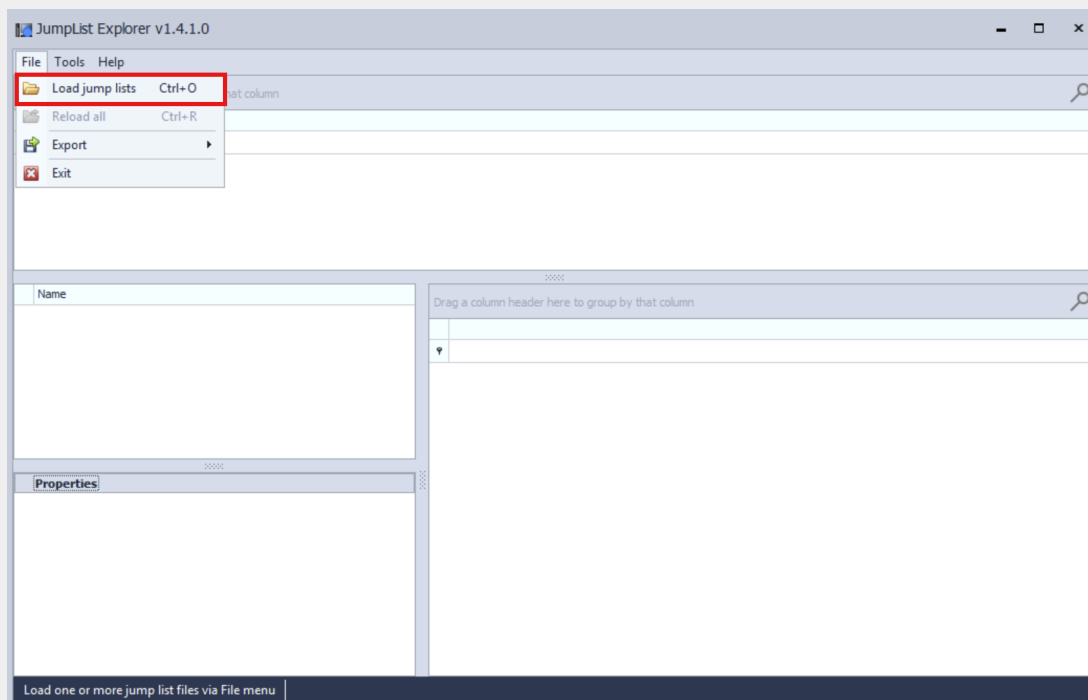 JumpList Explorer v1.4.1.0
File Tools Help
Load jump lists Ctrl+O
hat column
Reload all Ctrl+R
Export
Exit
Name
Drag a column header here to group by that column
Properties
Load one or more jump list files via File menu